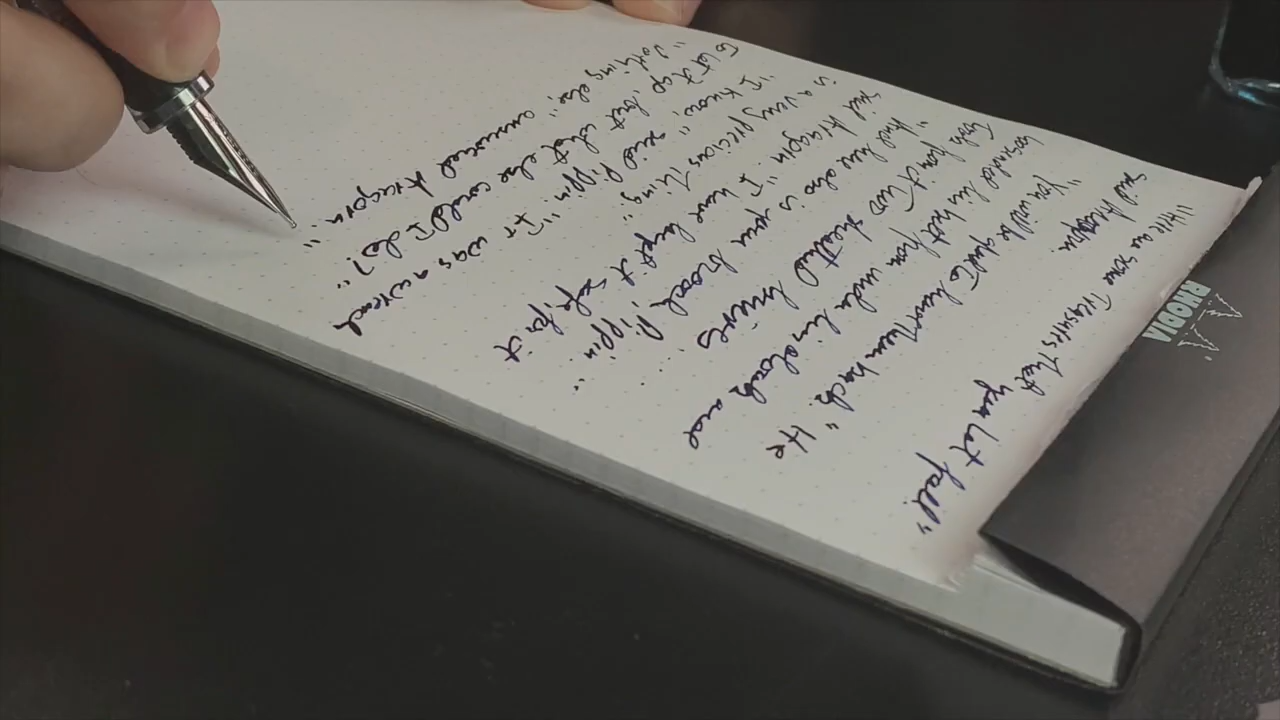 "Here are some treasures that you let fall"
said Aragorn.
"You will be glad to have them back." He
loosended his belt from under his cloak, and
took from it two sheathed knives
"And here also is your brooch, Pippin"
said Aragorn. "I have kept it safe, for it
is a very precious thing"
"I know," said Pippin. "It was a wrench
to let it go, but what else could I do?"
"Nothing else," answered Aragorn.
RHODIA